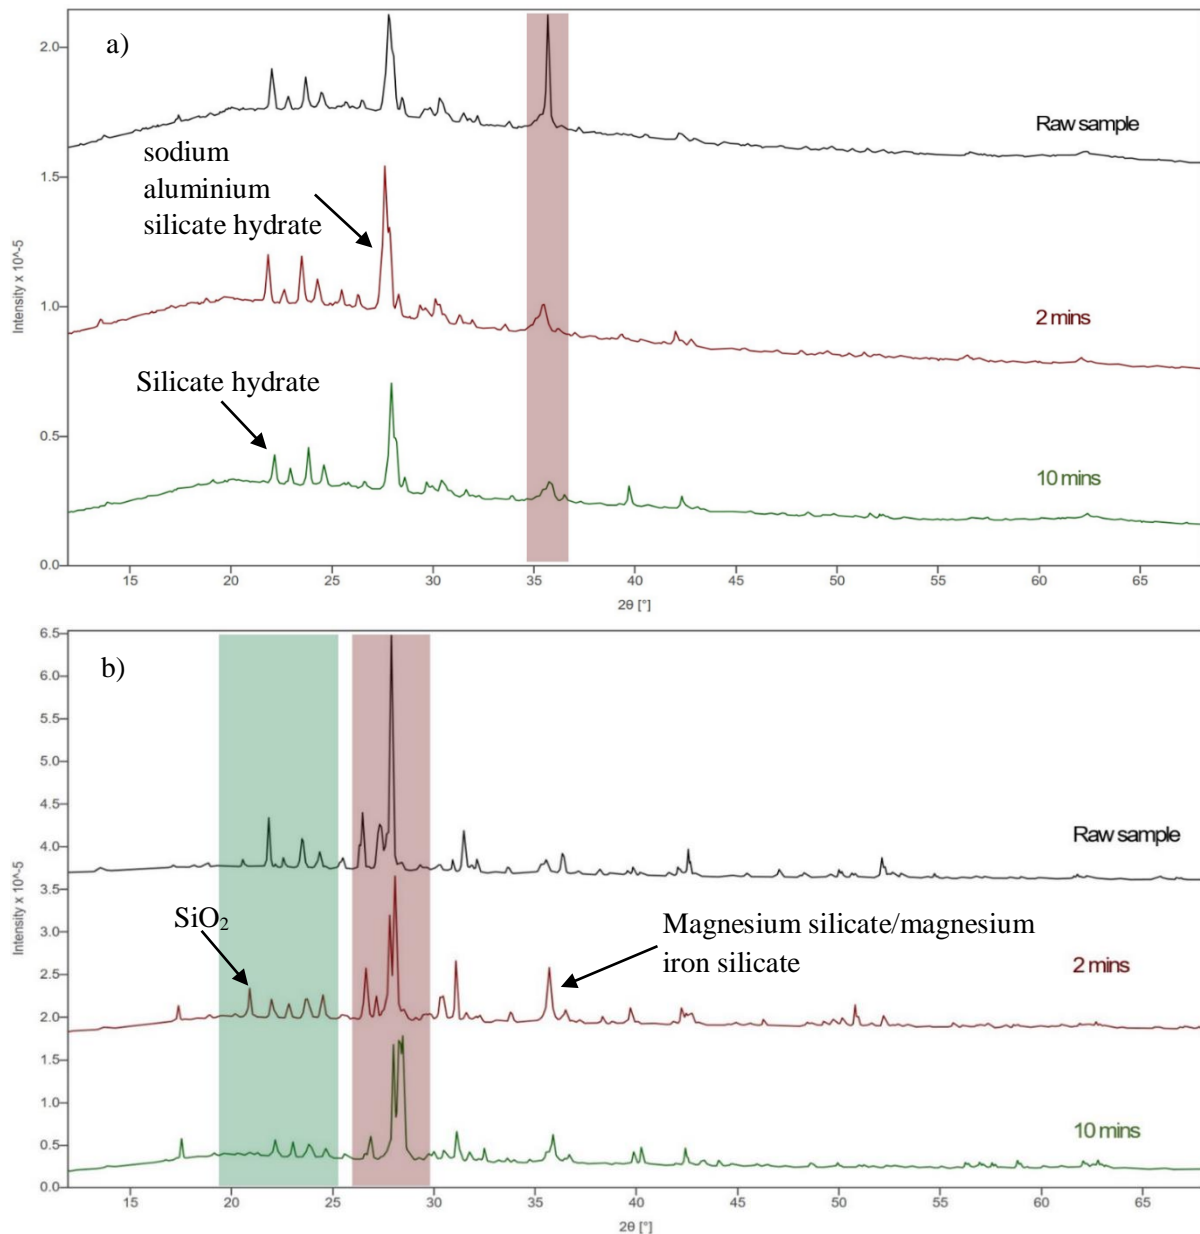 a)
2.0
Raw sample
sodium
aluminium
silicate hydrate
1.5
Intensity x 10^-5
1.0
2 mins
Silicate hydrate
0.5
10 mins
0.0
15 20 25 30 35 40 45 50 55 60 65
2θ [°]
b)
6.5
6.0
5.5
5.0
4.5
4.0
Raw sample
3.5
Intensity x 10^-5
3.0
SiO₂
Magnesium silicate/magnesium
iron silicate
2.5
2 mins
2.0
1.5
1.0
10 mins
0.5
0.0
15 20 25 30 35 40 45 50 55 60 65
2θ [°]